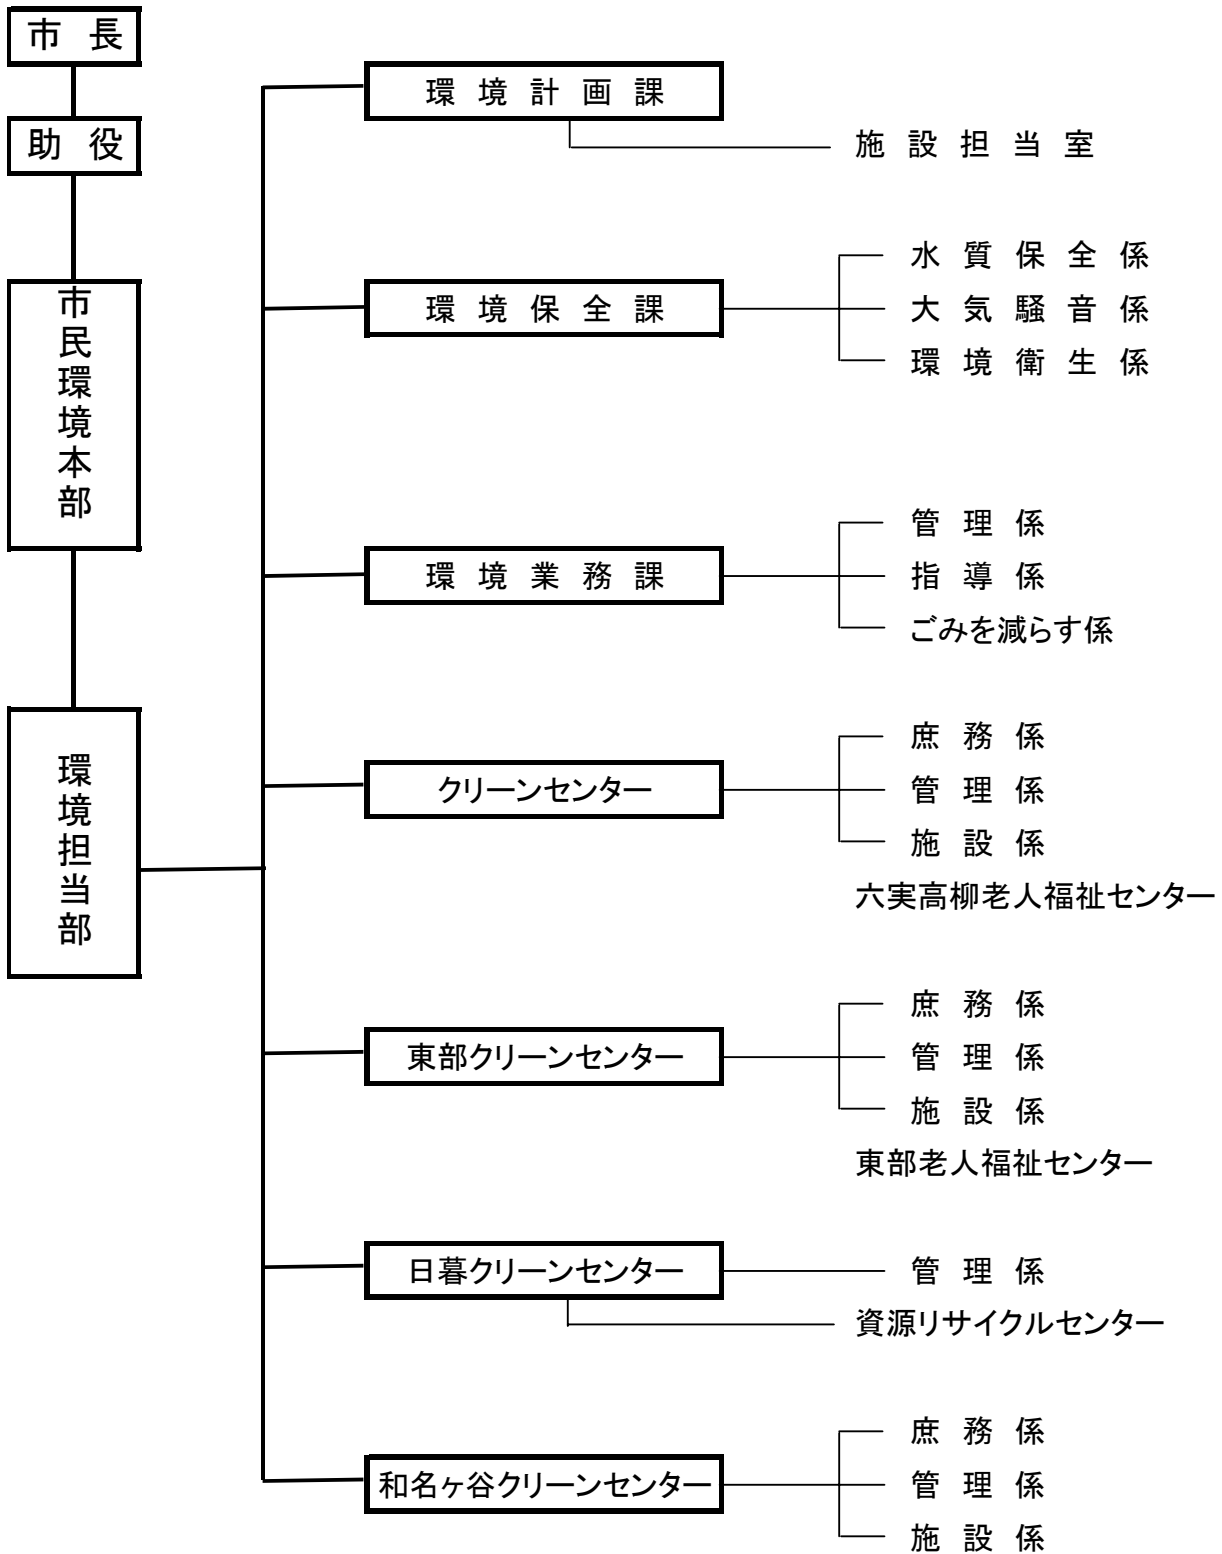 市長
助役
市民環境本部
環境担当部
環境計画課
施設担当室
環境保全課
水質保全係
大気騒音係
環境衛生係
環境業務課
管理係
指導係
ごみを減らす係
クリーンセンター
庶務係
管理係
施設係
六実高柳老人福祉センター
東部クリーンセンター
庶務係
管理係
施設係
東部老人福祉センター
日暮クリーンセンター
管理係
資源リサイクルセンター
和名ヶ谷クリーンセンター
庶務係
管理係
施設係